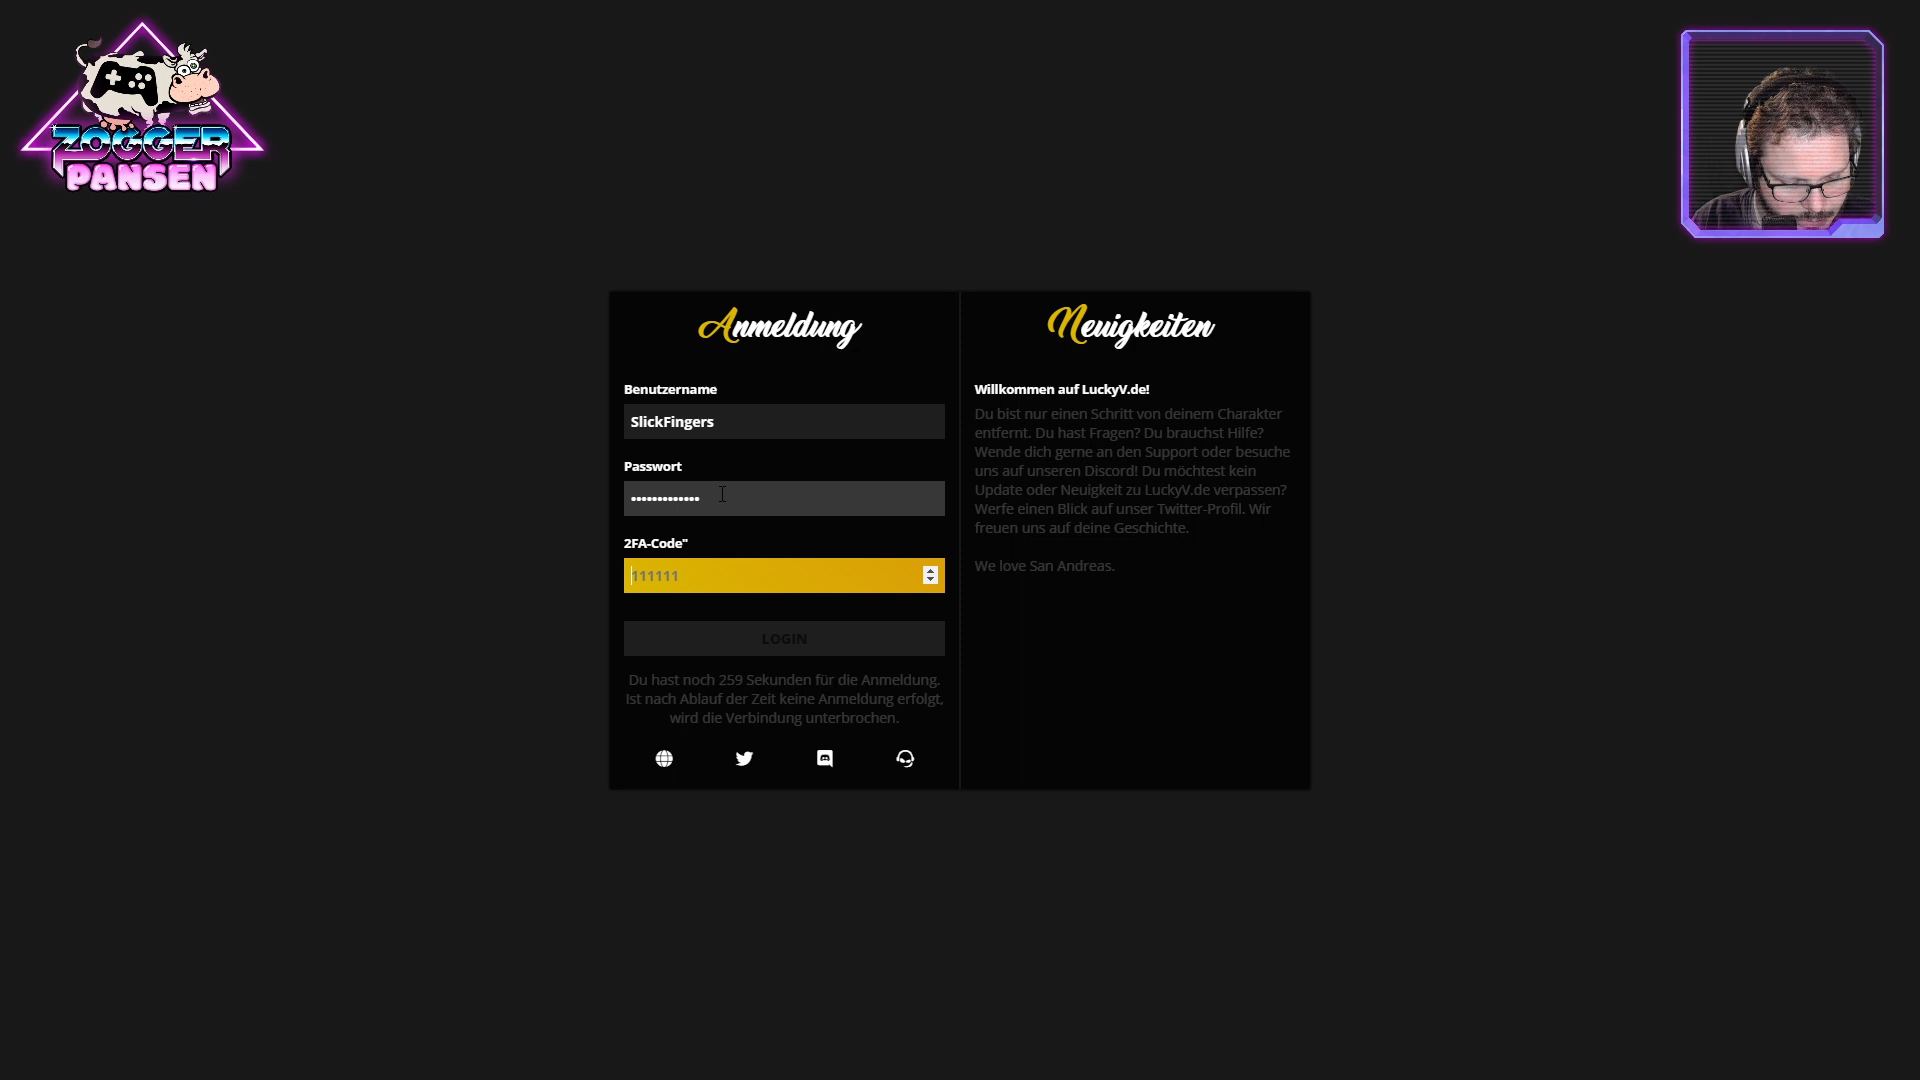 ZOGGER
PANSEN
Anmeldung
Benutzername
SlickFingers
Passwort
•••••••••••••
2FA-Code"
111111
LOGIN
Du hast noch 259 Sekunden für die Anmeldung.
Ist nach Ablauf der Zeit keine Anmeldung erfolgt,
wird die Verbindung unterbrochen.
Neuigkeiten
Willkommen auf LuckyV.de!
Du bist nur einen Schritt von deinem Charakter
entfernt. Du hast Fragen? Du brauchst Hilfe?
Wende dich gerne an den Support oder besuche
uns auf unseren Discord! Du möchtest kein
Update oder Neuigkeit zu LuckyV.de verpassen?
Werfe einen Blick auf unser Twitter-Profil. Wir
freuen uns auf deine Geschichte.
We love San Andreas.